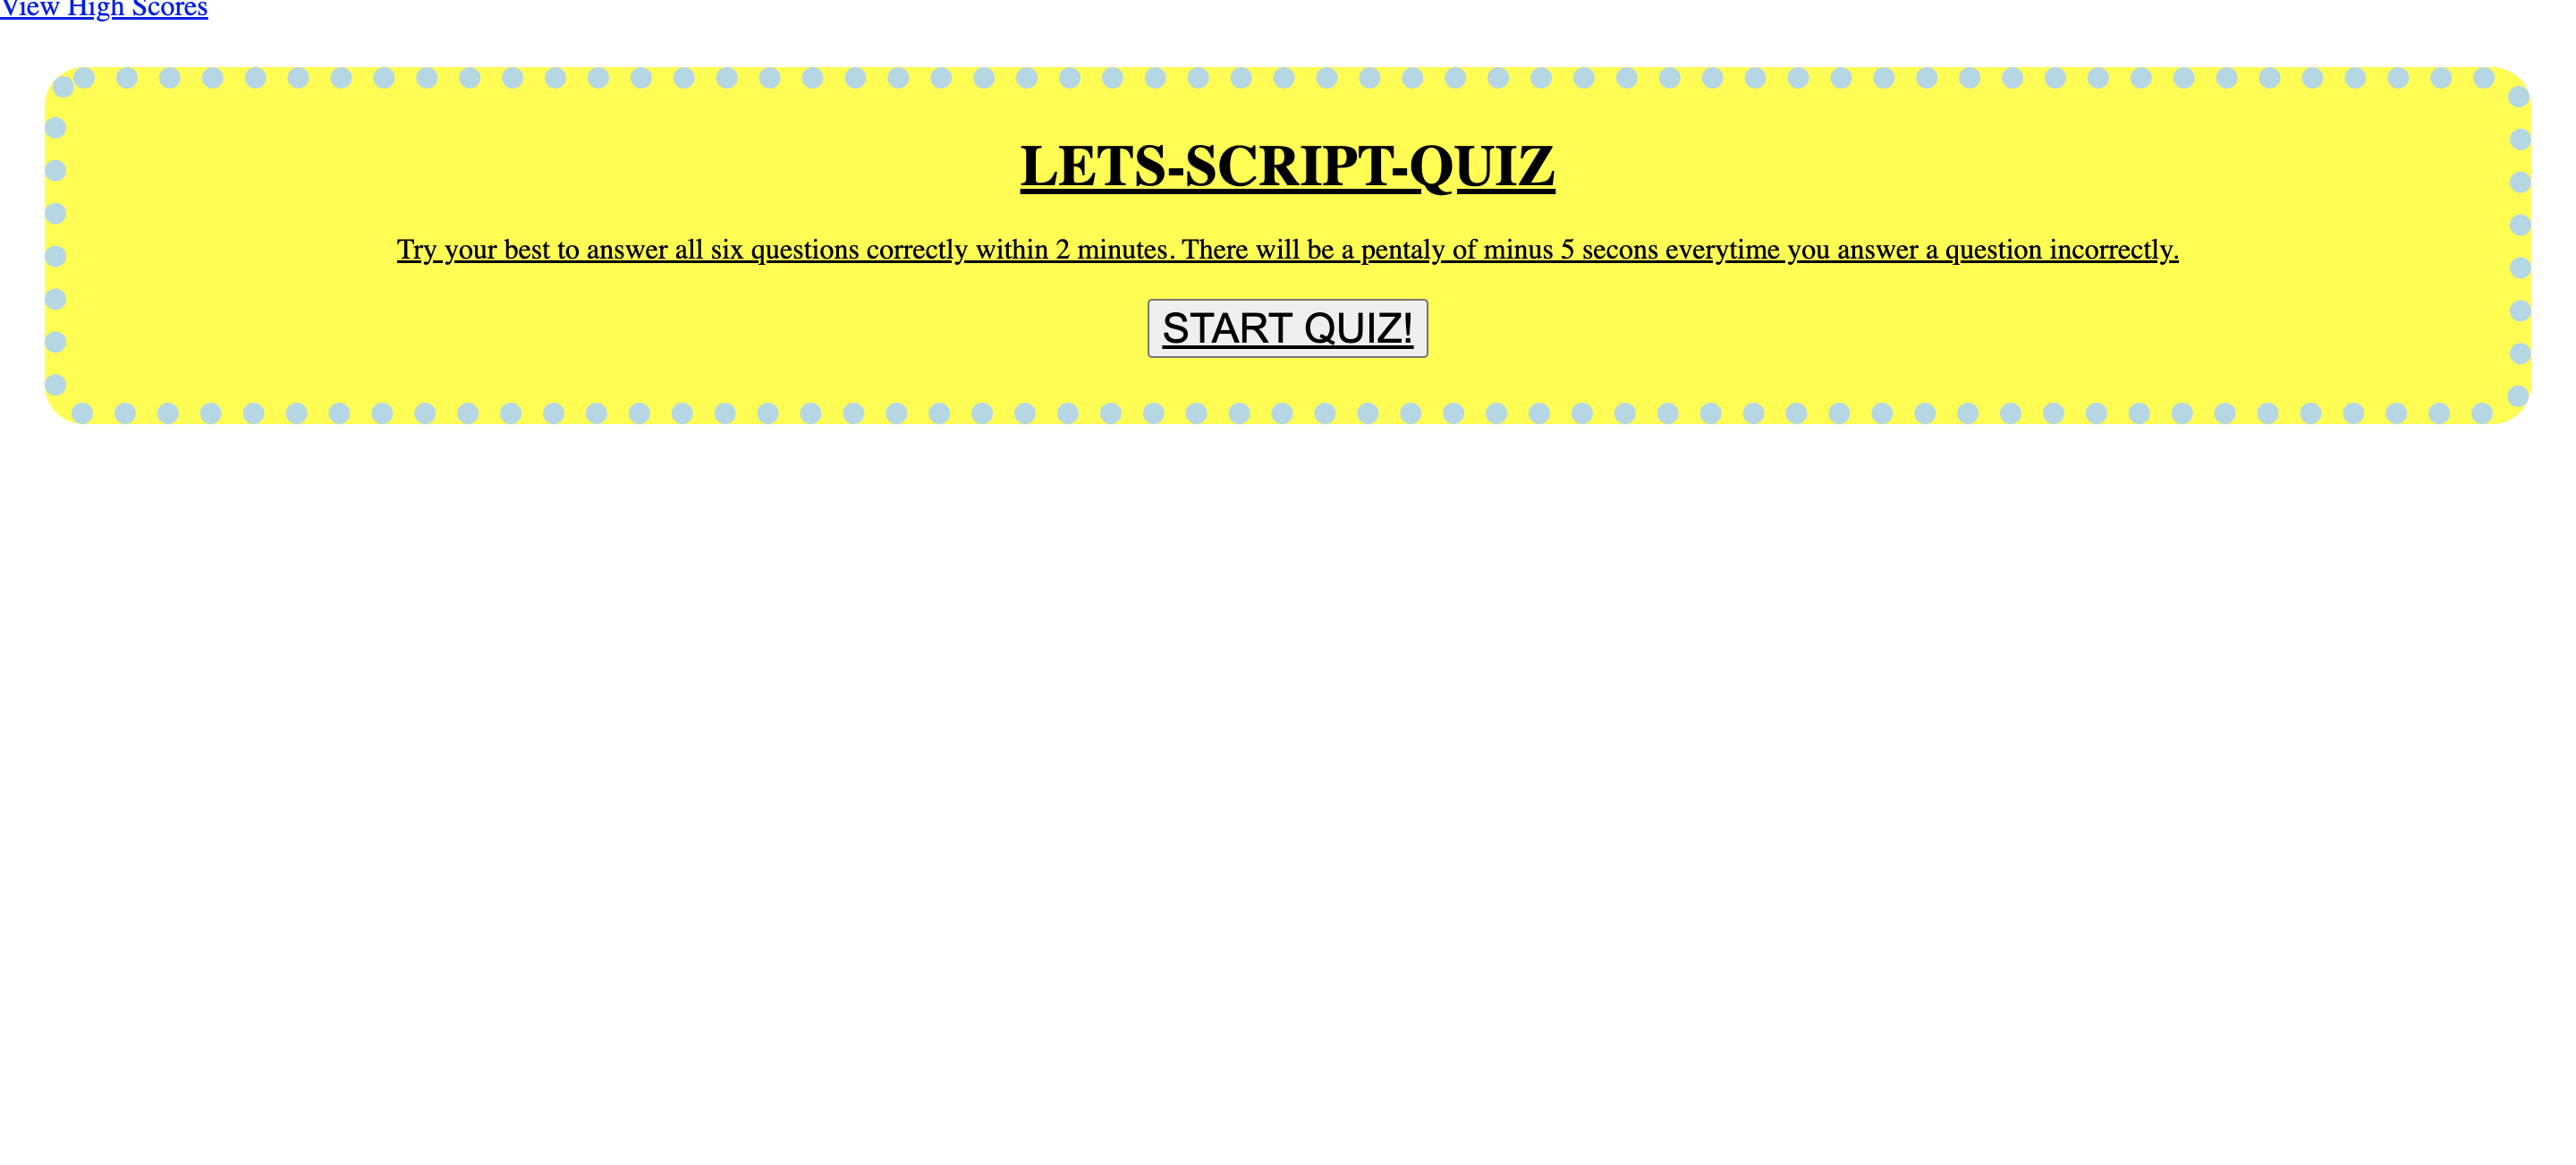 View High Scores
LETS-SCRIPT-QUIZ
Try your best to answer all six questions correctly within 2 minutes. There will be a pentaly of minus 5 secons everytime you answer a question incorrectly.
START QUIZ!